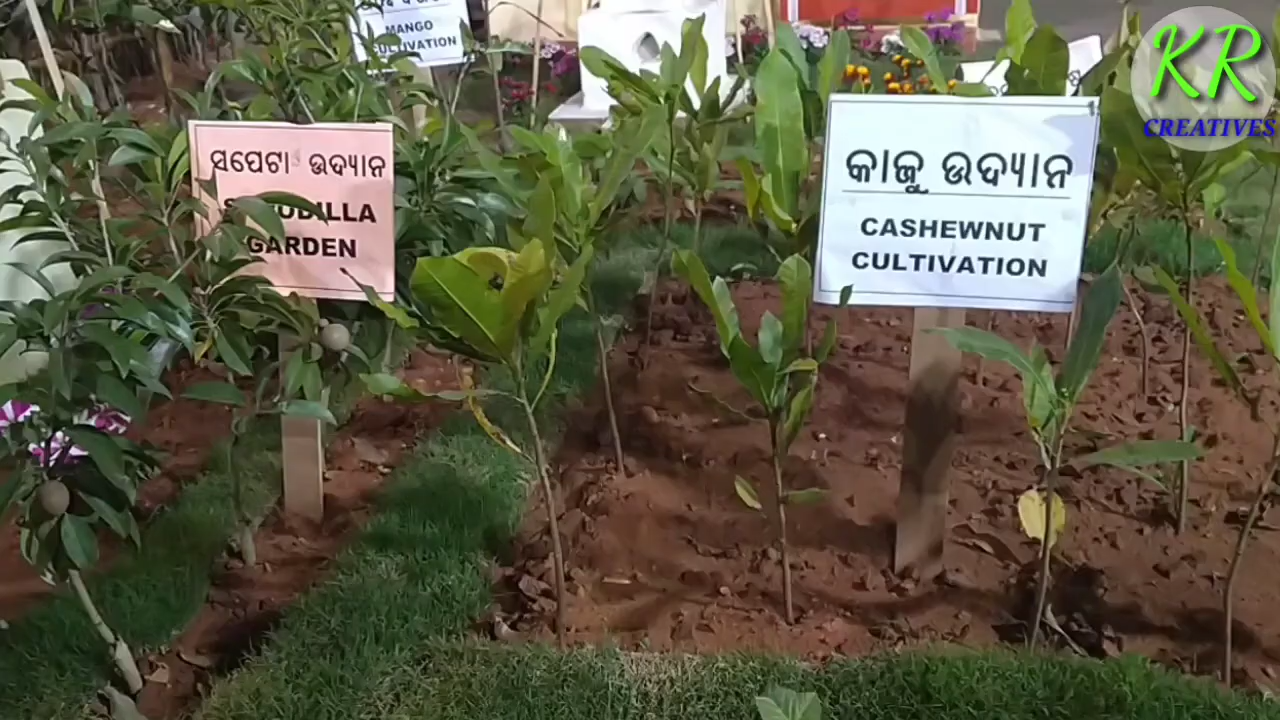 MANGO
CULTIVATION
ସପେଟା ଉଦ୍ୟାନ
GARDEN
କାଜୁ ଉଦ୍ୟାନ
CASHEWNUT
CULTIVATION
KR
CREATIVES